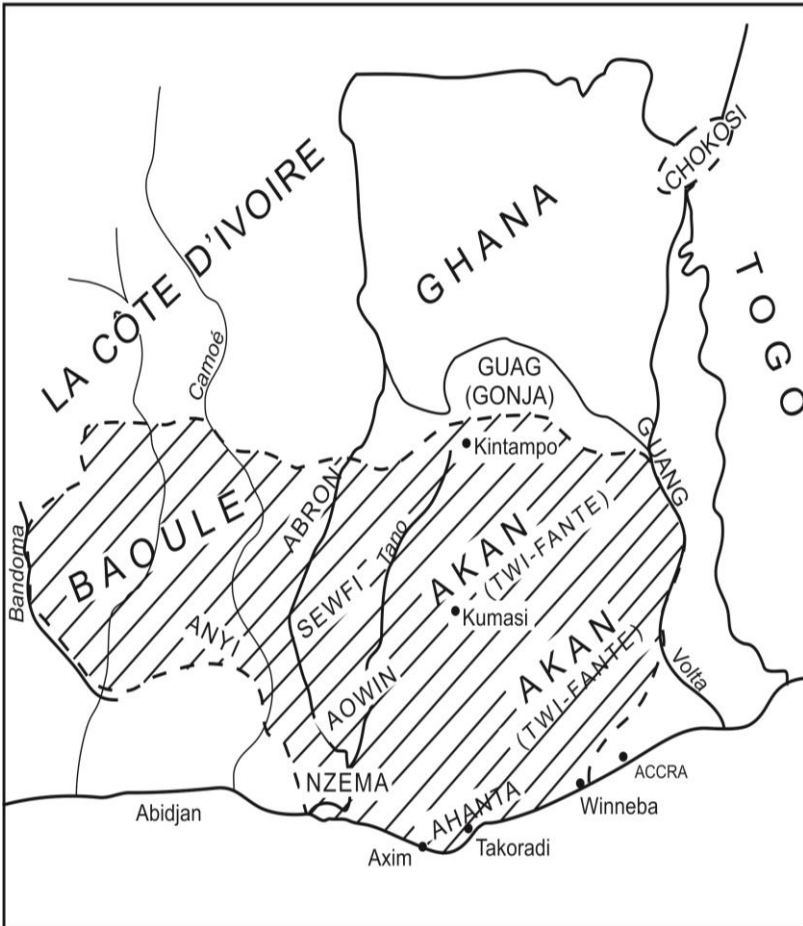 CHOKOSI
LA CÔTE D'IVOIRE
GHANA
TOGO
Camoé
GUAG
(GONJA)
Kintampo
GUANG
Bandoma
BAOULE
ABRON
SEWFI
Tano
AKAN
(TWI-FANTE)
Kumasi
ANYI
AOWIN
AKAN
(TWI-FANTE)
Volta
NZEMA
ACCRA
Abidjan
AHANTA
Winneba
Axim
Takoradi